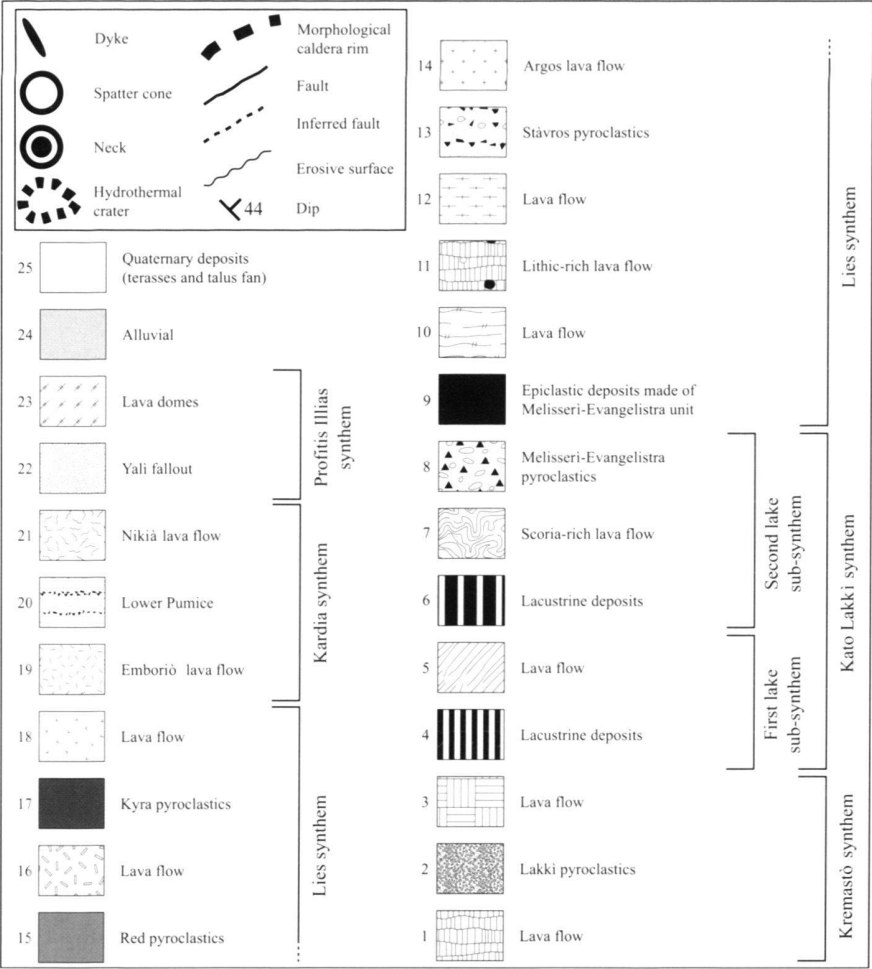 Dyke
Spatter cone
Neck
Hydrothermal
crater
Morphological
caldera rim
Fault
Inferred fault
Erosive surface
44 Dip
25 Quaternary deposits
(terasses and talus fan)
24 Alluvial
23 Lava domes
22 Yalì fallout
Profitis Illias
synthem
21 Nikià lava flow
20 Lower Pumice
19 Emboriò lava flow
Kardia synthem
18 Lava flow
17 Kyra pyroclastics
16 Lava flow
15 Red pyroclastics
Lies synthem
14 Argos lava flow
13 Stàvros pyroclastics
12 Lava flow
11 Lithic-rich lava flow
10 Lava flow
9 Epiclastic deposits made of
Melisseri-Evangelistra unit
Lies synthem
8 Melisseri-Evangelistra
pyroclastics
7 Scoria-rich lava flow
6 Lacustrine deposits
Second lake
sub-synthem
5 Lava flow
4 Lacustrine deposits
First lake
sub-synthem
Kato Lakki synthem
3 Lava flow
2 Lakki pyroclastics
1 Lava flow
Kremastò synthem